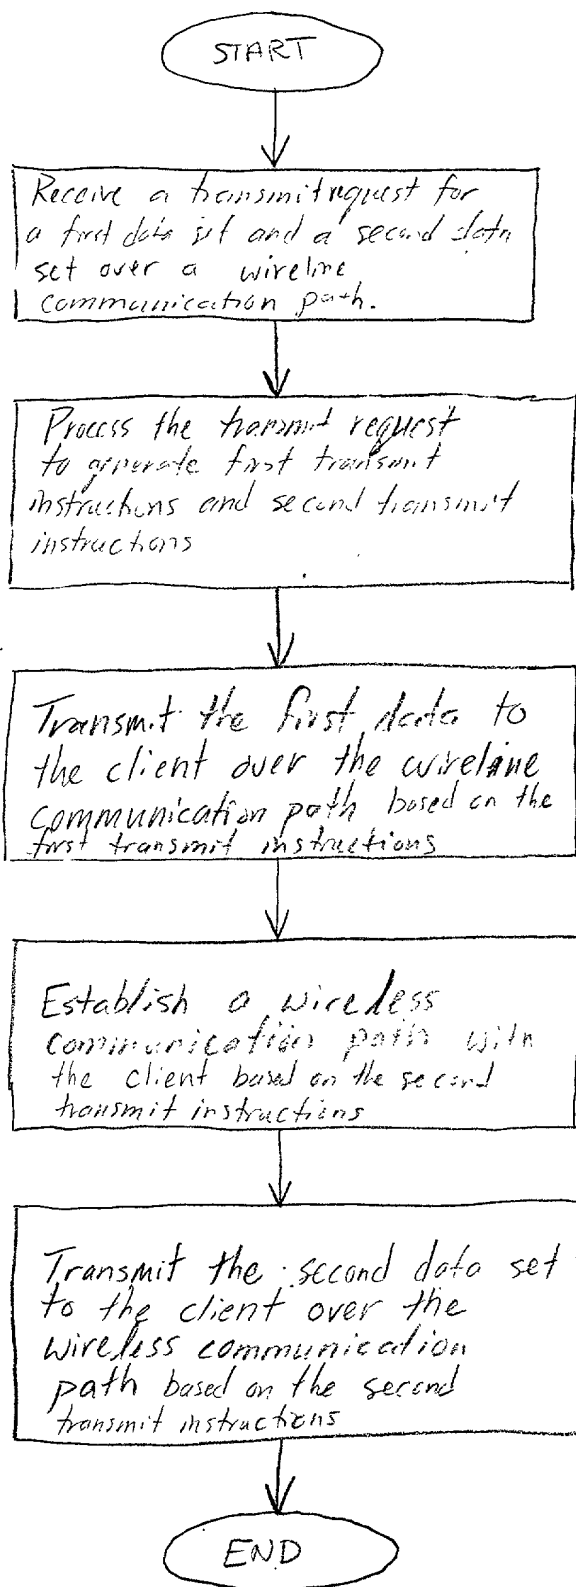 START
Receive a transmit request for
a first data set and a second data
set over a wireline
communication path.
Process the transmit request
to generate first transmit
instructions and second transmit
instructions
Transmit the first data to
the client over the wireline
communication path based on the
first transmit instructions
Establish a wireless
communication path with
the client based on the second
transmit instructions
Transmit the second data set
to the client over the
wireless communication
path based on the second
transmit instructions
END